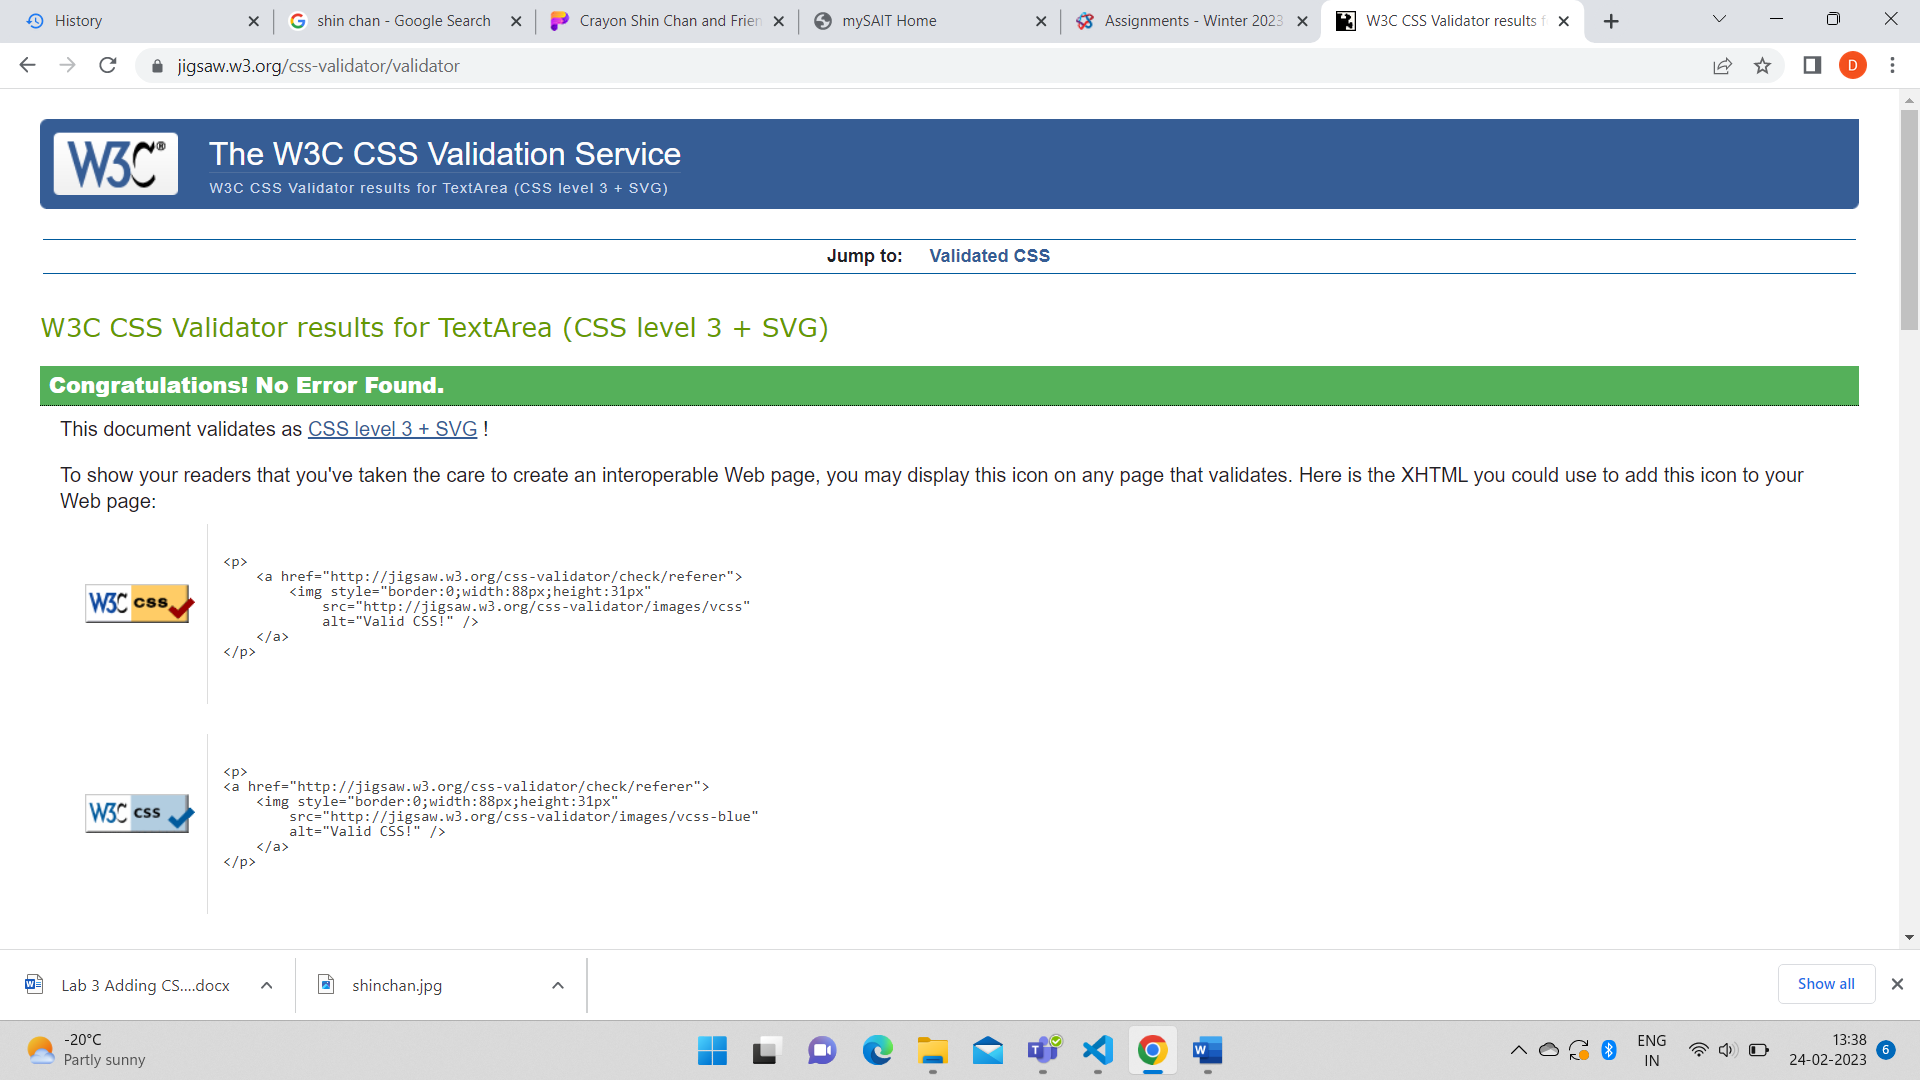 History
shin chan - Google Search
Crayon Shin Chan and Frien
mySAIT Home
Assignments - Winter 2023
W3C CSS Validator results f
jigsaw.w3.org/css-validator/validator
D
W3C®
The W3C CSS Validation Service
W3C CSS Validator results for TextArea (CSS level 3 + SVG)
Jump to: Validated CSS
W3C CSS Validator results for TextArea (CSS level 3 + SVG)
Congratulations! No Error Found.
This document validates as CSS level 3 + SVG !
To show your readers that you've taken the care to create an interoperable Web page, you may display this icon on any page that validates. Here is the XHTML you could use to add this icon to your
Web page:
W3C css
<p>
<a href="http://jigsaw.w3.org/css-validator/check/referer">
<img style="border:0;width:88px;height:31px"
src="http://jigsaw.w3.org/css-validator/images/vcss"
alt="Valid CSS!" />
</a>
</p>
W3C css
<p>
<a href="http://jigsaw.w3.org/css-validator/check/referer">
<img style="border:0;width:88px;height:31px"
src="http://jigsaw.w3.org/css-validator/images/vcss-blue"
alt="Valid CSS!" />
</a>
</p>
Lab 3 Adding CS....docx
shinchan.jpg
Show all
-20°C
Partly sunny
ENG
IN
13:38
24-02-2023
6